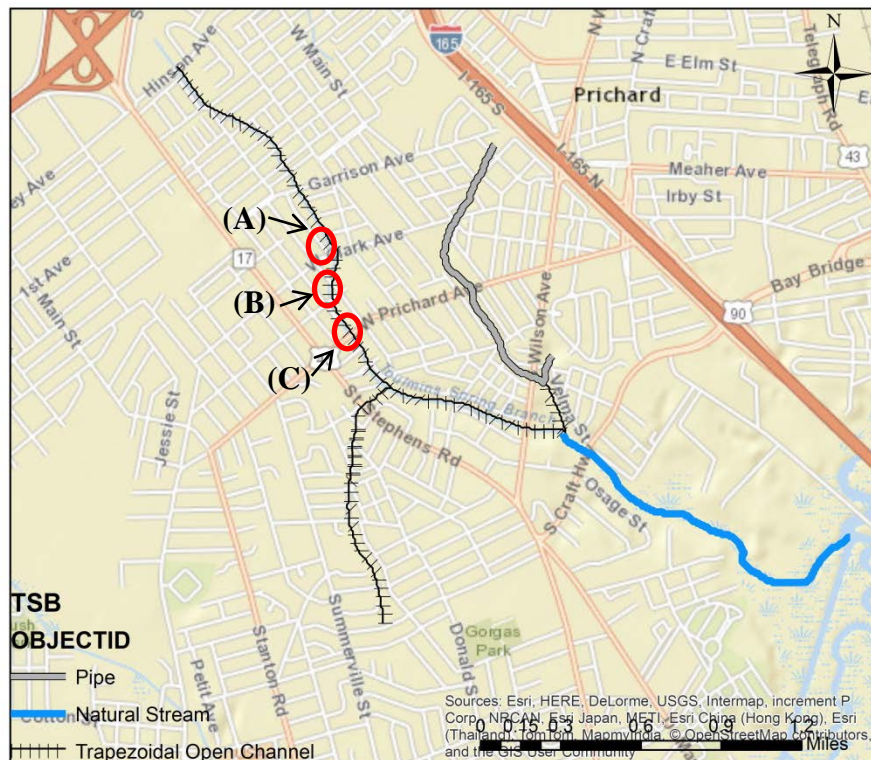 N
165
I-165 S
I-165 N
N Craft H
Telegraph Rd
E Elm St
Prichard
43
Meaher Ave
Irby St
Hinson Ave
W Main St
Garrison Ave
(A)
Mark Ave
17
(B)
N Prichard Ave
(C)
1st Ave
Main St
ey Ave
Wilson Ave
Bay Bridge
90
Toulmins Spring Branch
Velma St
S Craft Hw
Osage St
St Stephens Rd
Jessie St
Summerville St
Stanton Rd
Petit Ave
Donald S
Gorgas
Park
TSB
OBJECTID
Pipe
Natural Stream
Trapezoidal Open Channel
Sources: Esri, HERE, DeLorme, USGS, Intermap, increment P
Corp., NRCAN, Esri Japan, METI, Esri China (Hong Kong), Esri
(Thailand), TomTom, MapmyIndia, © OpenStreetMap contributors,
and the GIS User Community
0 0.15 0.3 0.6 0.9 1.2
Miles